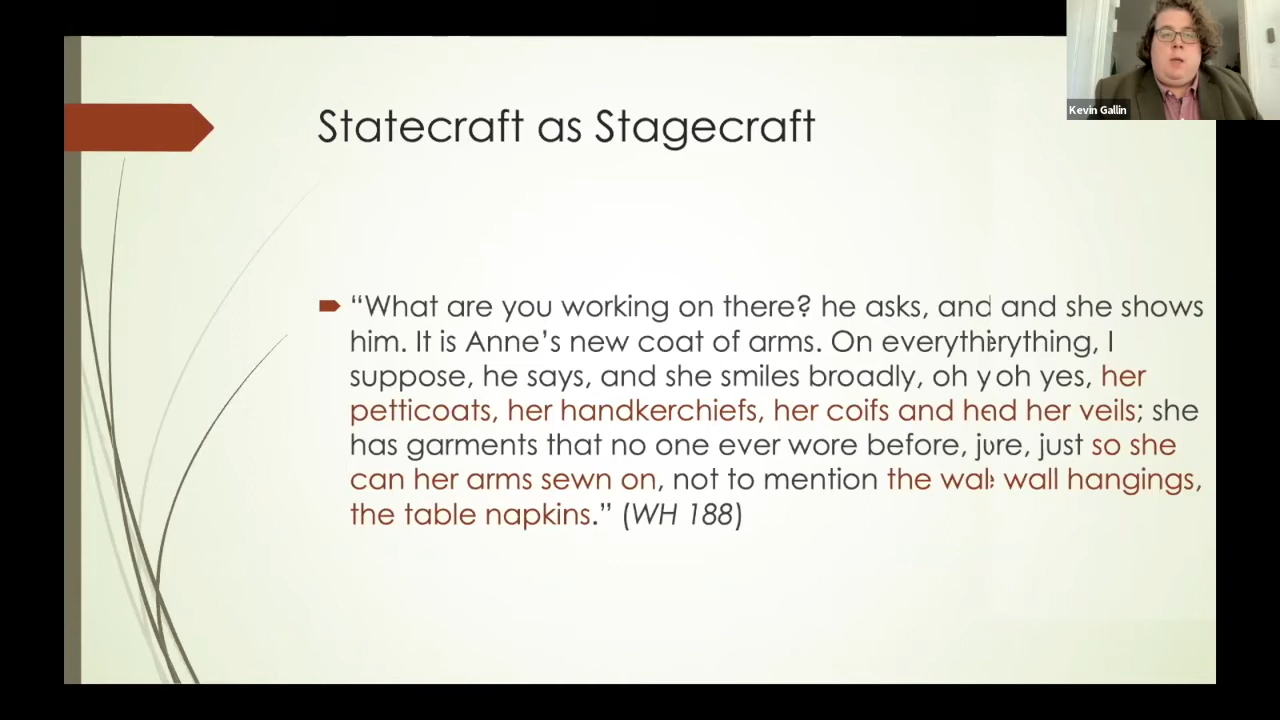 Kevin Gallin
Statecraft as Stagecraft
“What are you working on there? he asks, and and she shows
him. It is Anne’s new coat of arms. On everythierything, I
suppose, he says, and she smiles broadly, oh y oh yes, her
petticoats, her handkerchiefs, her coifs and hed her veils; she
has garments that no one ever wore before, jure, just so she
can her arms sewn on, not to mention the wal wall hangings,
the table napkins.” (WH 188)